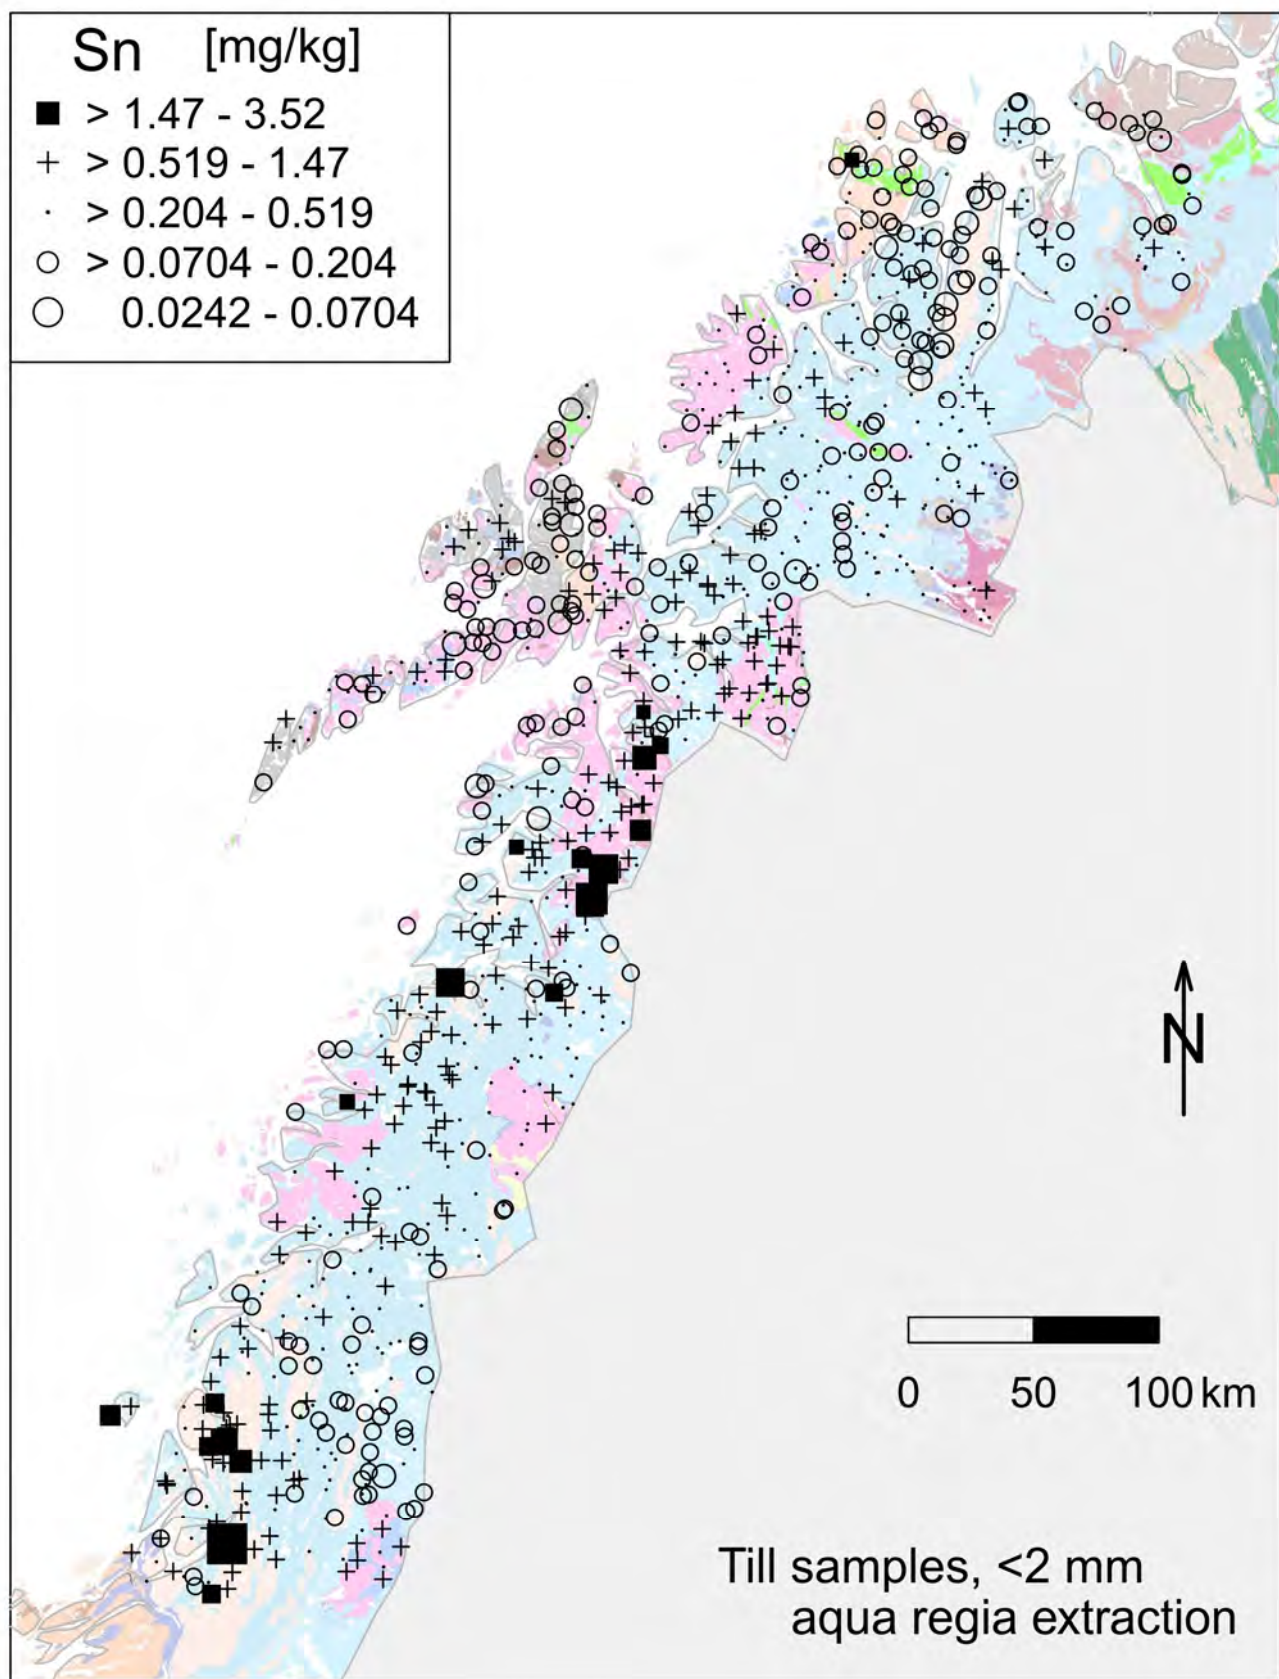 Sn [mg/kg]
> 1.47 - 3.52
> 0.519 - 1.47
> 0.204 - 0.519
> 0.0704 - 0.204
0.0242 - 0.0704
N
0 50 100 km
Till samples, <2 mm
aqua regia extraction